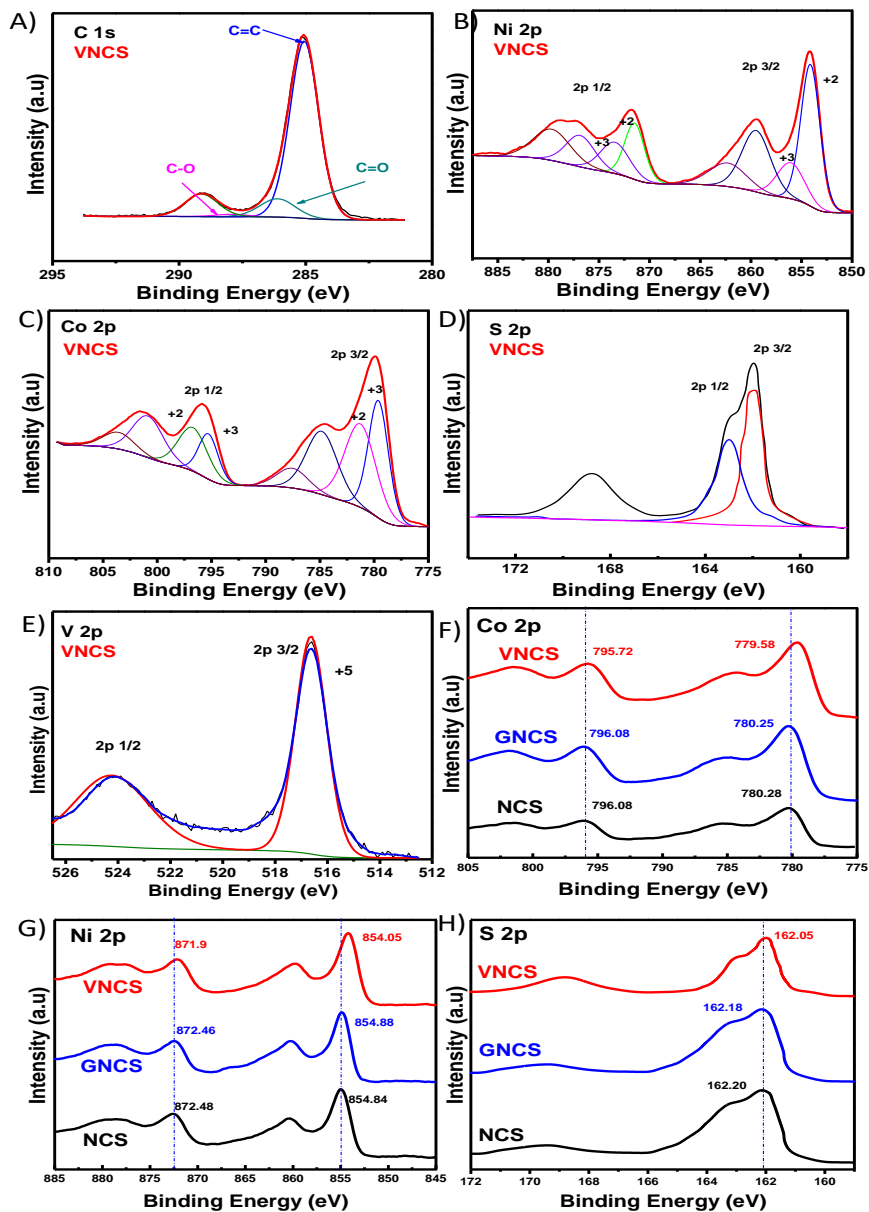 A)
C 1s
VNCS
C=C
C-O
C=O
Intensity (a.u)
295
290
285
280
Binding Energy (eV)
B)
Ni 2p
VNCS
2p 3/2
+2
2p 1/2
+2
+3
+3
Intensity (a.u)
880
875
870
865
860
855
850
Binding Energy (eV)
C)
Co 2p
VNCS
2p 3/2
2p 1/2
+3
+2
+2
+3
Intensity (a.u)
810
805
800
795
790
785
780
775
Binding Energy (eV)
D)
S 2p
VNCS
2p 3/2
2p 1/2
Intensity (a.u)
172
168
164
160
Binding Energy (eV)
E)
V 2p
VNCS
2p 3/2
+5
2p 1/2
Intensity (a.u)
526
524
522
520
518
516
514
512
Binding Energy (eV)
F)
Co 2p
VNCS
795.72
779.58
GNCS
796.08
780.25
NCS
796.08
780.28
Intensity (a.u)
805
800
795
790
785
780
775
Binding Energy (eV)
G)
Ni 2p
871.9
854.05
VNCS
872.46
854.88
GNCS
872.48
854.84
NCS
Intensity (a.u)
885
880
875
870
865
860
855
850
845
Binding Energy (eV)
H)
S 2p
162.05
VNCS
162.18
GNCS
162.20
NCS
Intensity (a.u)
172
170
168
166
164
162
160
Binding Energy (eV)